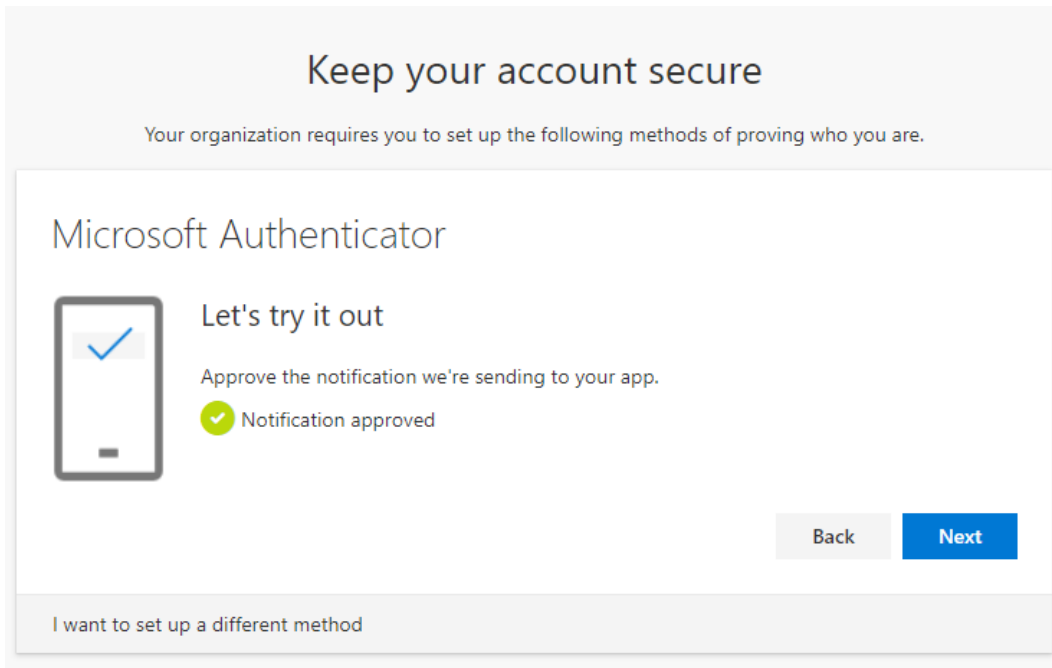 Keep your account secure
Your organization requires you to set up the following methods of proving who you are.
Microsoft Authenticator
Let's try it out
Approve the notification we're sending to your app.
Notification approved
Back
Next
I want to set up a different method